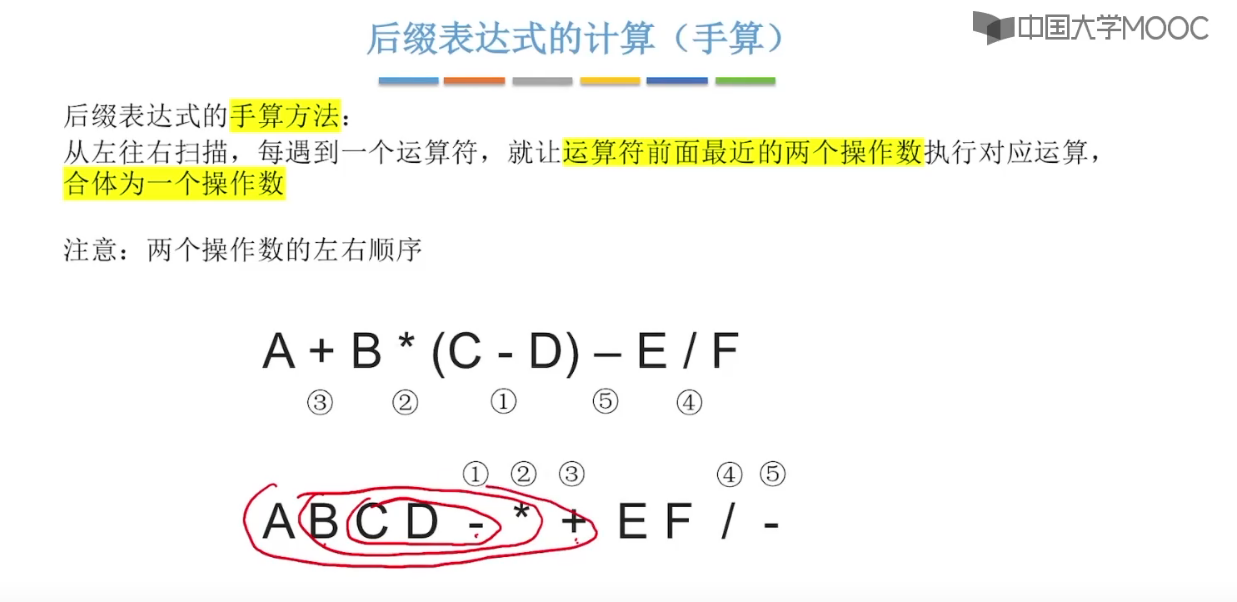 后缀表达式的计算（手算）
中国大学MOOC
后缀表达式的手算方法：
从左往右扫描，每遇到一个运算符，就让运算符前面最近的两个操作数执行对应运算，
合体为一个操作数
注意：两个操作数的左右顺序
A + B * (C - D) – E / F
③ ② ① ⑤ ④
① ② ③ ④ ⑤
A B C D - * + E F / -